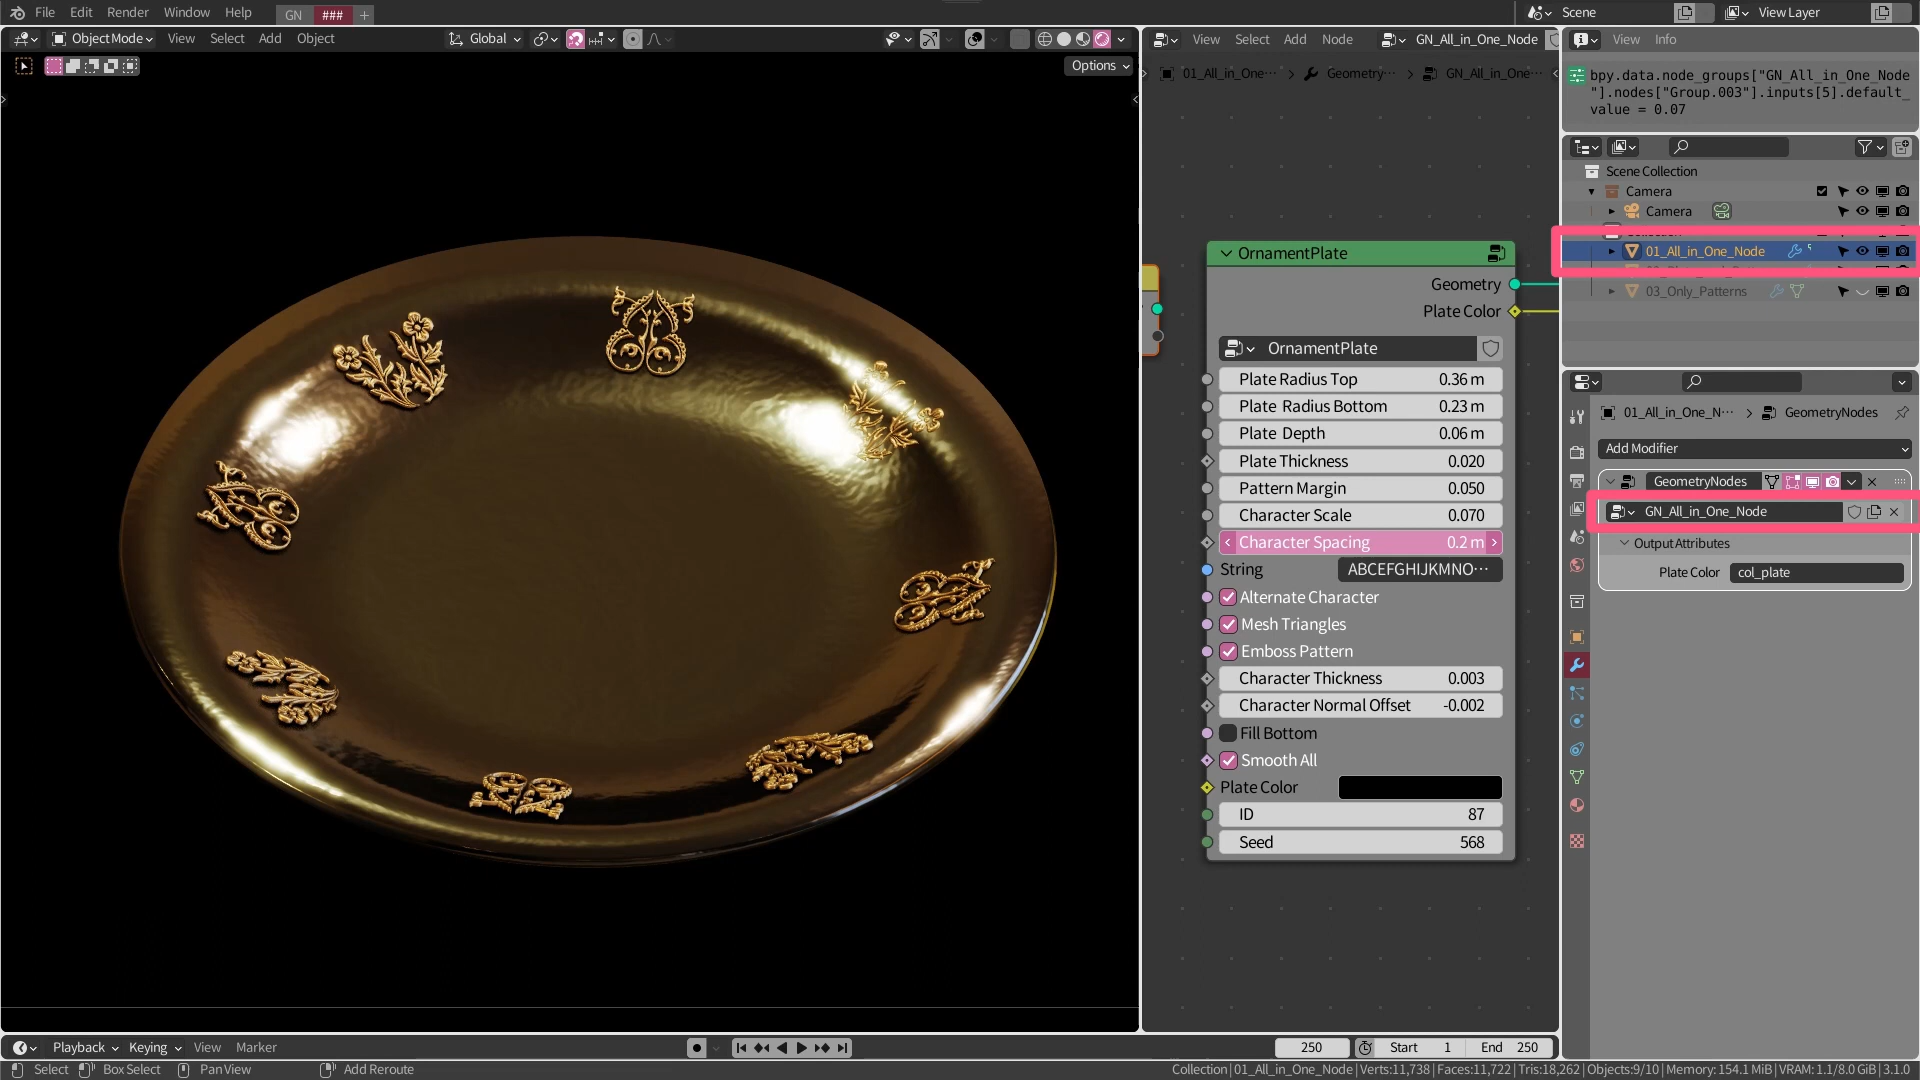 File Edit Render Window Help GN ### +
Scene View Layer
Object Mode View Select Add Object Global
View Select Add Node GN_All_in_One_Node
View Info
Options
01_All_in_One··· > Geometry··· > GN_All_in_One···
bpy.data.node_groups["GN_All_in_One_Node
"].nodes["Group.003"].inputs[5].default_
value = 0.07
Scene Collection
Camera
Camera
01_All_in_One_Node
03_Only_Patterns
OrnamentPlate
Geometry
Plate Color
OrnamentPlate
Plate Radius Top 0.36 m
Plate Radius Bottom 0.23 m
Plate Depth 0.06 m
Plate Thickness 0.020
Pattern Margin 0.050
Character Scale 0.070
Character Spacing 0.2 m
String ABCEFGHIJKMNO···
Alternate Character
Mesh Triangles
Emboss Pattern
Character Thickness 0.003
Character Normal Offset -0.002
Fill Bottom
Smooth All
Plate Color
ID 87
Seed 568
01_All_in_One_N··· > GeometryNodes
Add Modifier
GeometryNodes
GN_All_in_One_Node
Output Attributes
Plate Color col_plate
Playback Keying View Marker
250 Start 1 End 250
Select Box Select Pan View Add Reroute
Collection | 01_All_in_One_Node | Verts:11,738 | Faces:11,722 | Tris:18,262 | Objects:9/10 | Memory: 154.1 MiB | VRAM: 1.1/8.0 GiB | 3.1.0